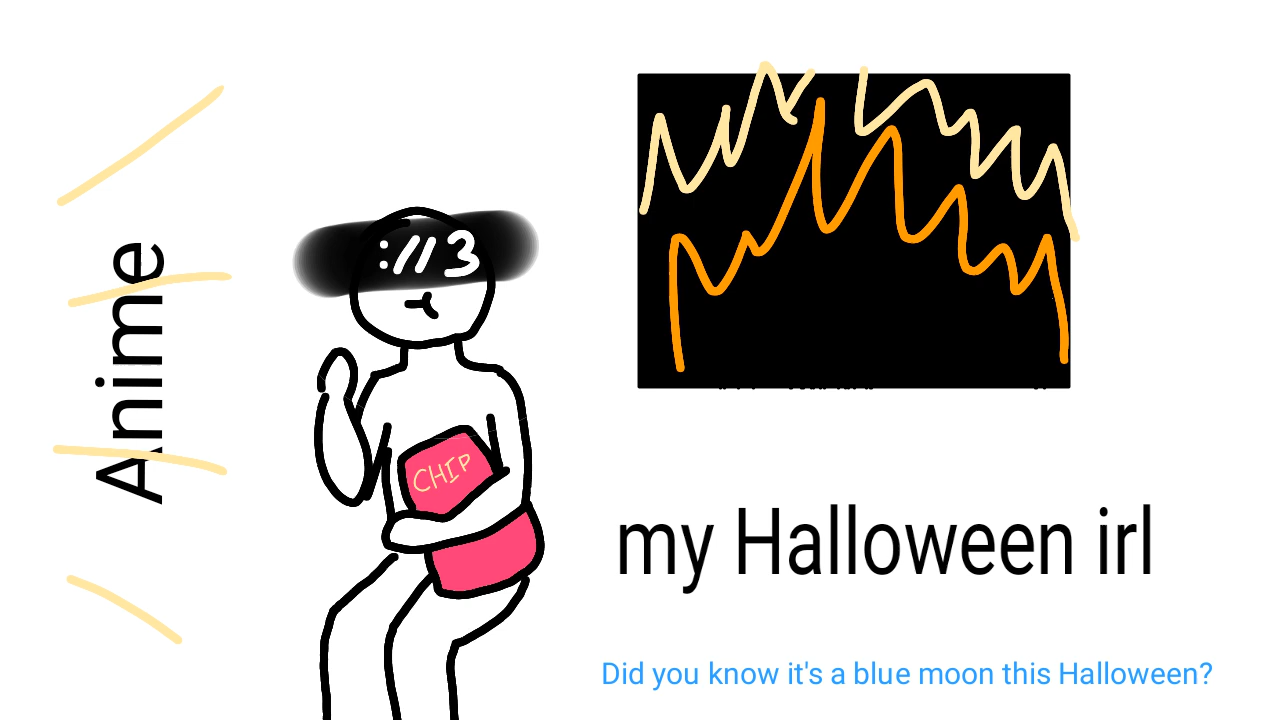 Anime
:// 3
CHIP
my Halloween irl
Did you know it's a blue moon this Halloween?